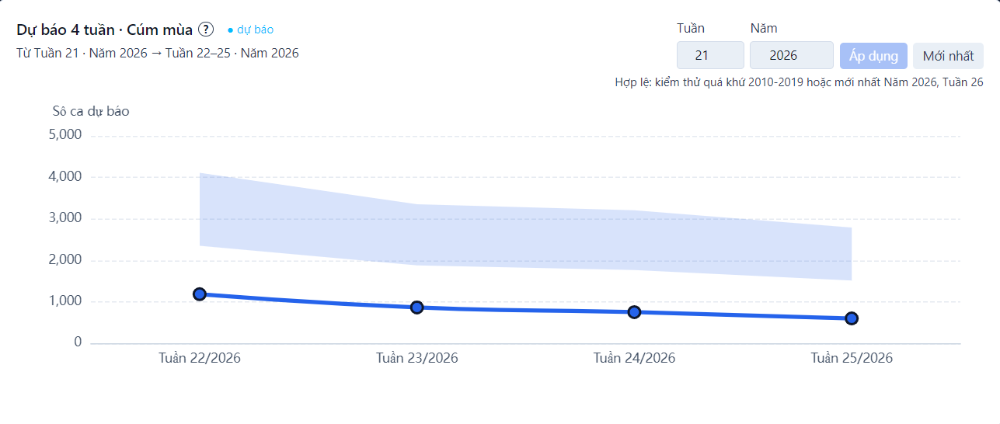 Dự báo 4 tuần · Cúm mùa ? • dự báo
Từ Tuần 21 · Năm 2026 → Tuần 22–25 · Năm 2026
Tuần Năm
21 2026 Áp dụng Mới nhất
Hợp lệ: kiểm thử quá khứ 2010-2019 hoặc mới nhất Năm 2026, Tuần 26
Số ca dự báo
5,000
4,000
3,000
2,000
1,000
0
Tuần 22/2026 Tuần 23/2026 Tuần 24/2026 Tuần 25/2026